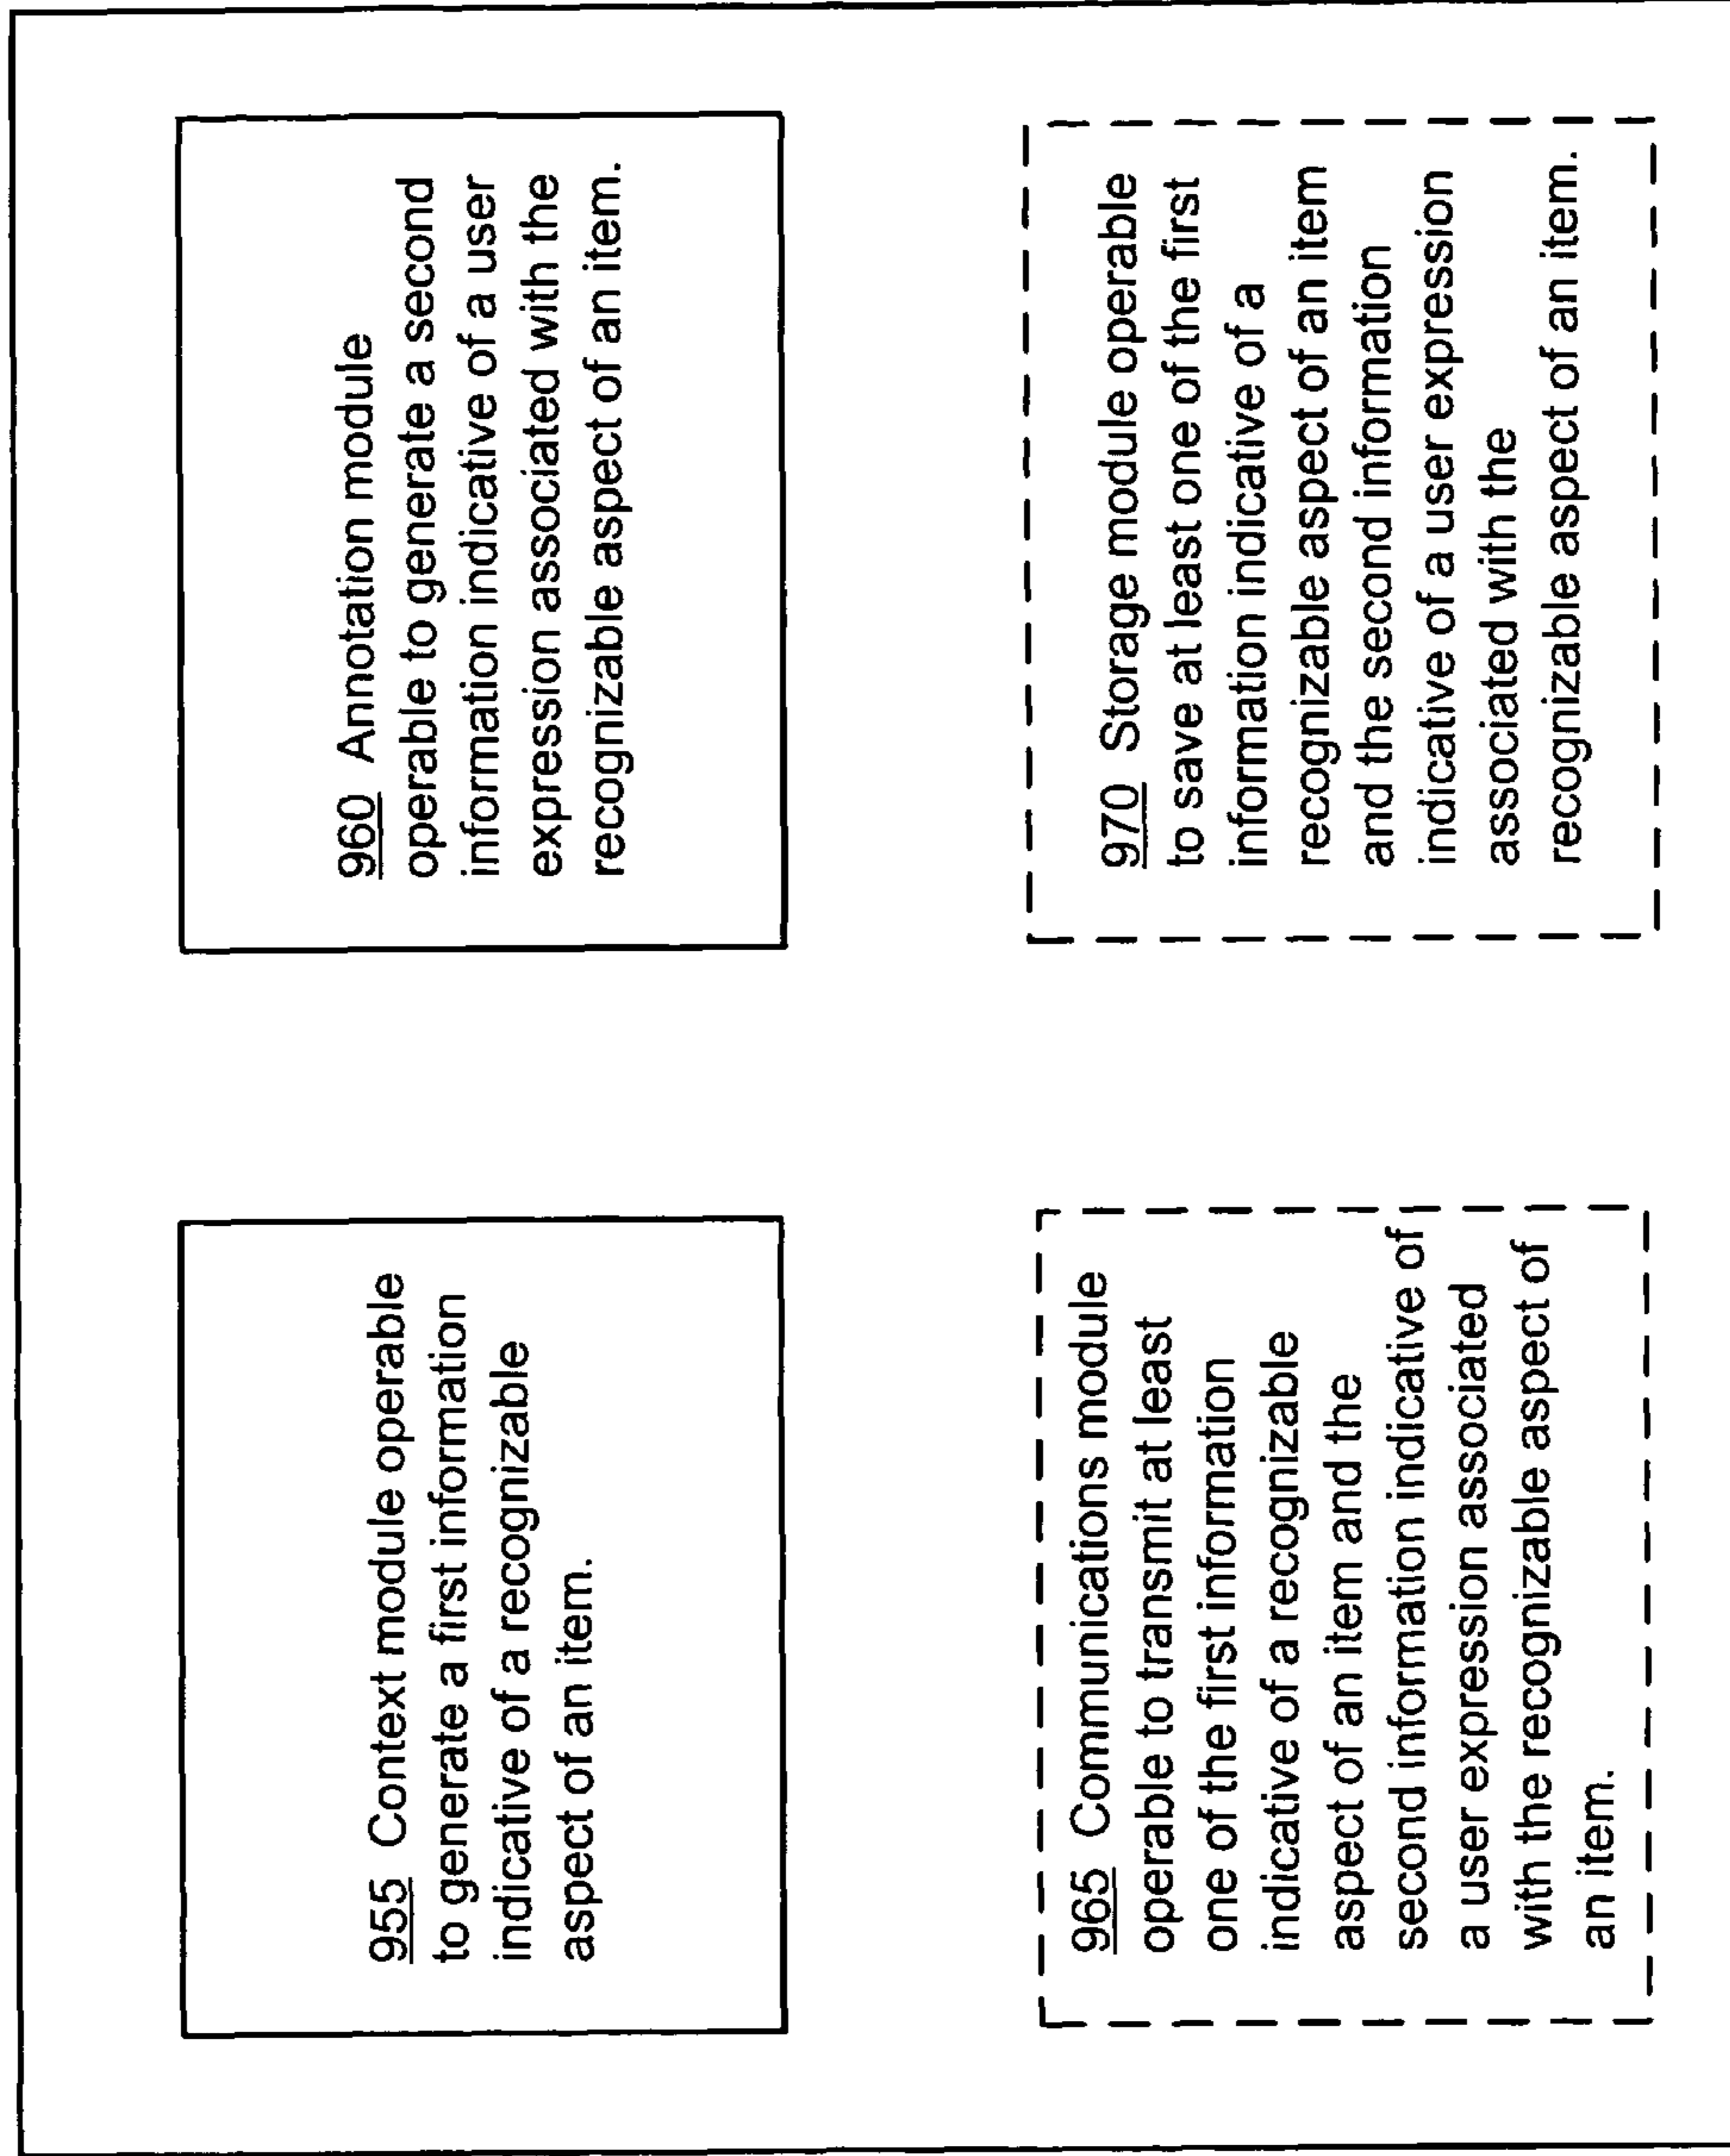 955 Context module operable
to generate a first information
indicative of a recognizable
aspect of an item.
960 Annotation module
operable to generate a second
information indicative of a user
expression associated with the
recognizable aspect of an item.
965 Communications module
operable to transmit at least
one of the first information
indicative of a recognizable
aspect of an item and the
second information indicative of
a user expression associated
with the recognizable aspect of
an item.
970 Storage module operable
to save at least one of the first
information indicative of a
recognizable aspect of an item
and the second information
indicative of a user expression
associated with the
recognizable aspect of an item.